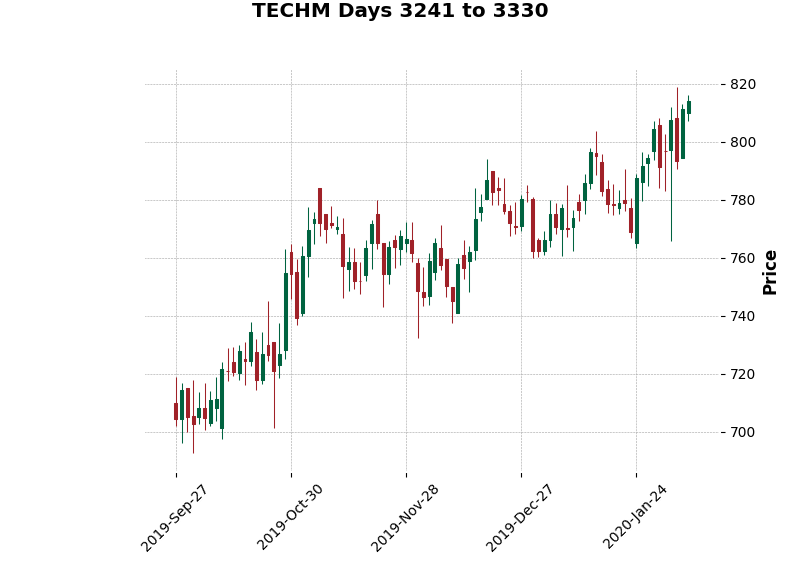 TECHM Days 3241 to 3330
820
800
780
760
740
720
700
Price
2019-Sep-27
2019-Oct-30
2019-Nov-28
2019-Dec-27
2020-Jan-24